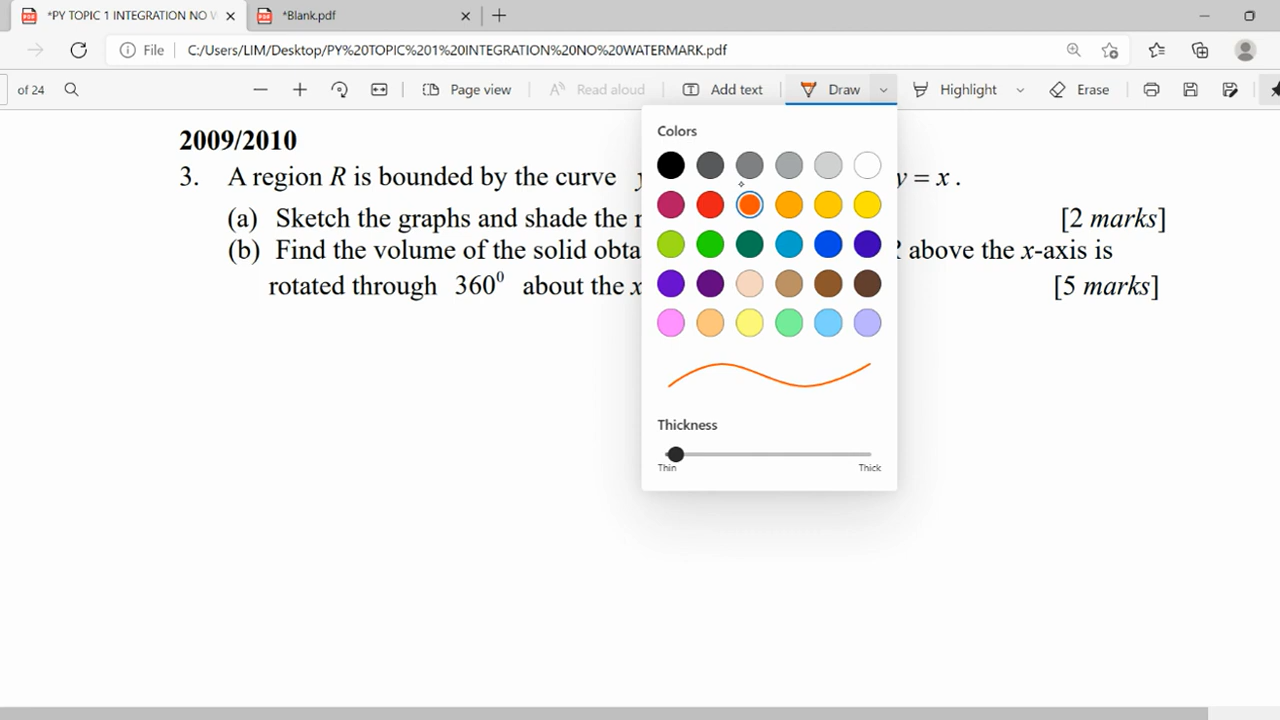 *PY TOPIC 1 INTEGRATION NO
*Blank.pdf
File
C:/Users/LIM/Desktop/PY%20TOPIC%201%20INTEGRATION%20NO%20WATERMARK.pdf
of 24
Page view
Read aloud
Add text
Draw
Highlight
Erase
Colors
2009/2010
3. A region R is bounded by the curve y = x .
(a) Sketch the graphs and shade the [2 marks]
(b) Find the volume of the solid obta R above the x-axis is
rotated through 360⁰ about the x [5 marks]
Thickness
Thin
Thick